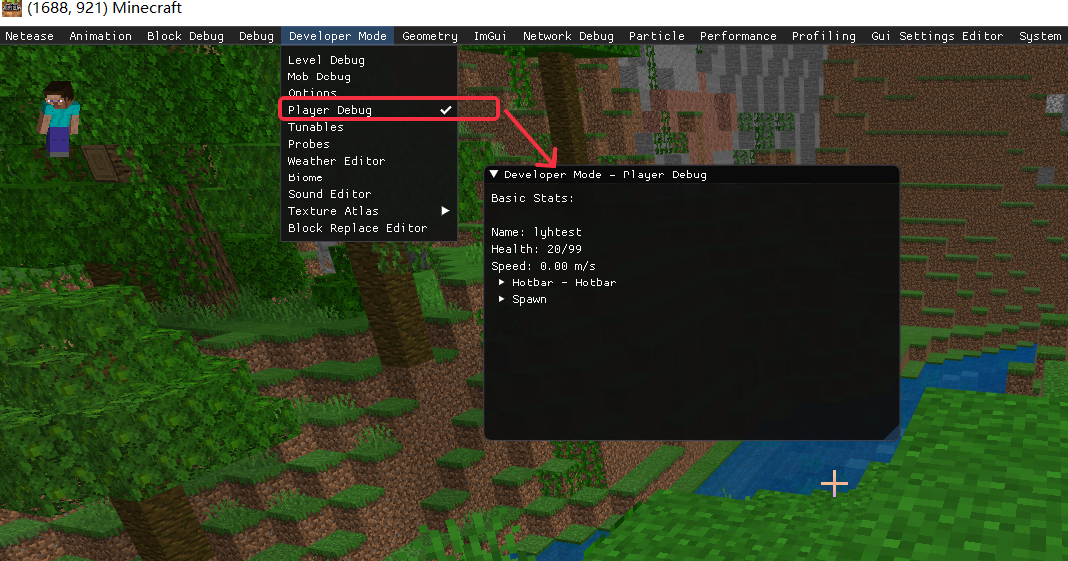 (1688, 921) Minecraft
Netease Animation Block Debug Debug Developer Mode Geometry ImGui Network Debug Particle Performance Profiling Gui Settings Editor System
Level Debug
Mob Debug
Options
Player Debug
Tunables
Probes
Weather Editor
Biome
Sound Editor
Texture Atlas
Block Replace Editor
Developer Mode - Player Debug
Basic Stats:
Name: lyhtest
Health: 20/99
Speed: 0.00 m/s
Hotbar - Hotbar
Spawn